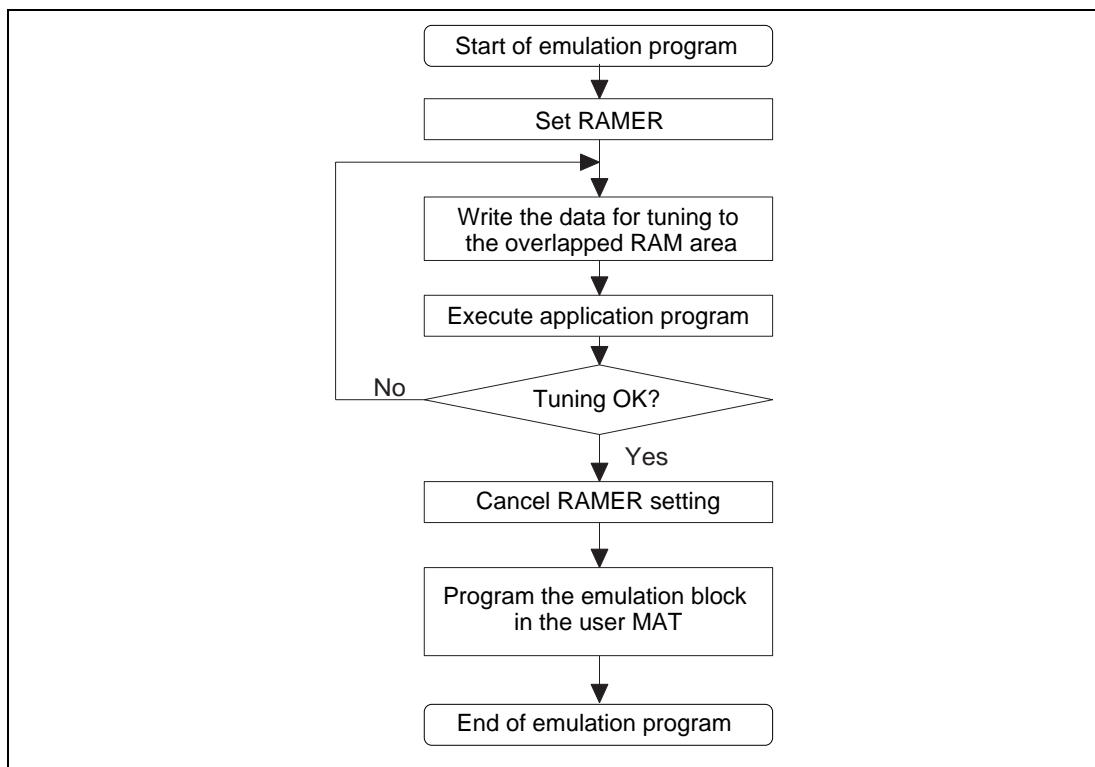 Start of emulation program
Set RAMER
Write the data for tuning to
the overlapped RAM area
Execute application program
Tuning OK?
No
Yes
Cancel RAMER setting
Program the emulation block
in the user MAT
End of emulation program